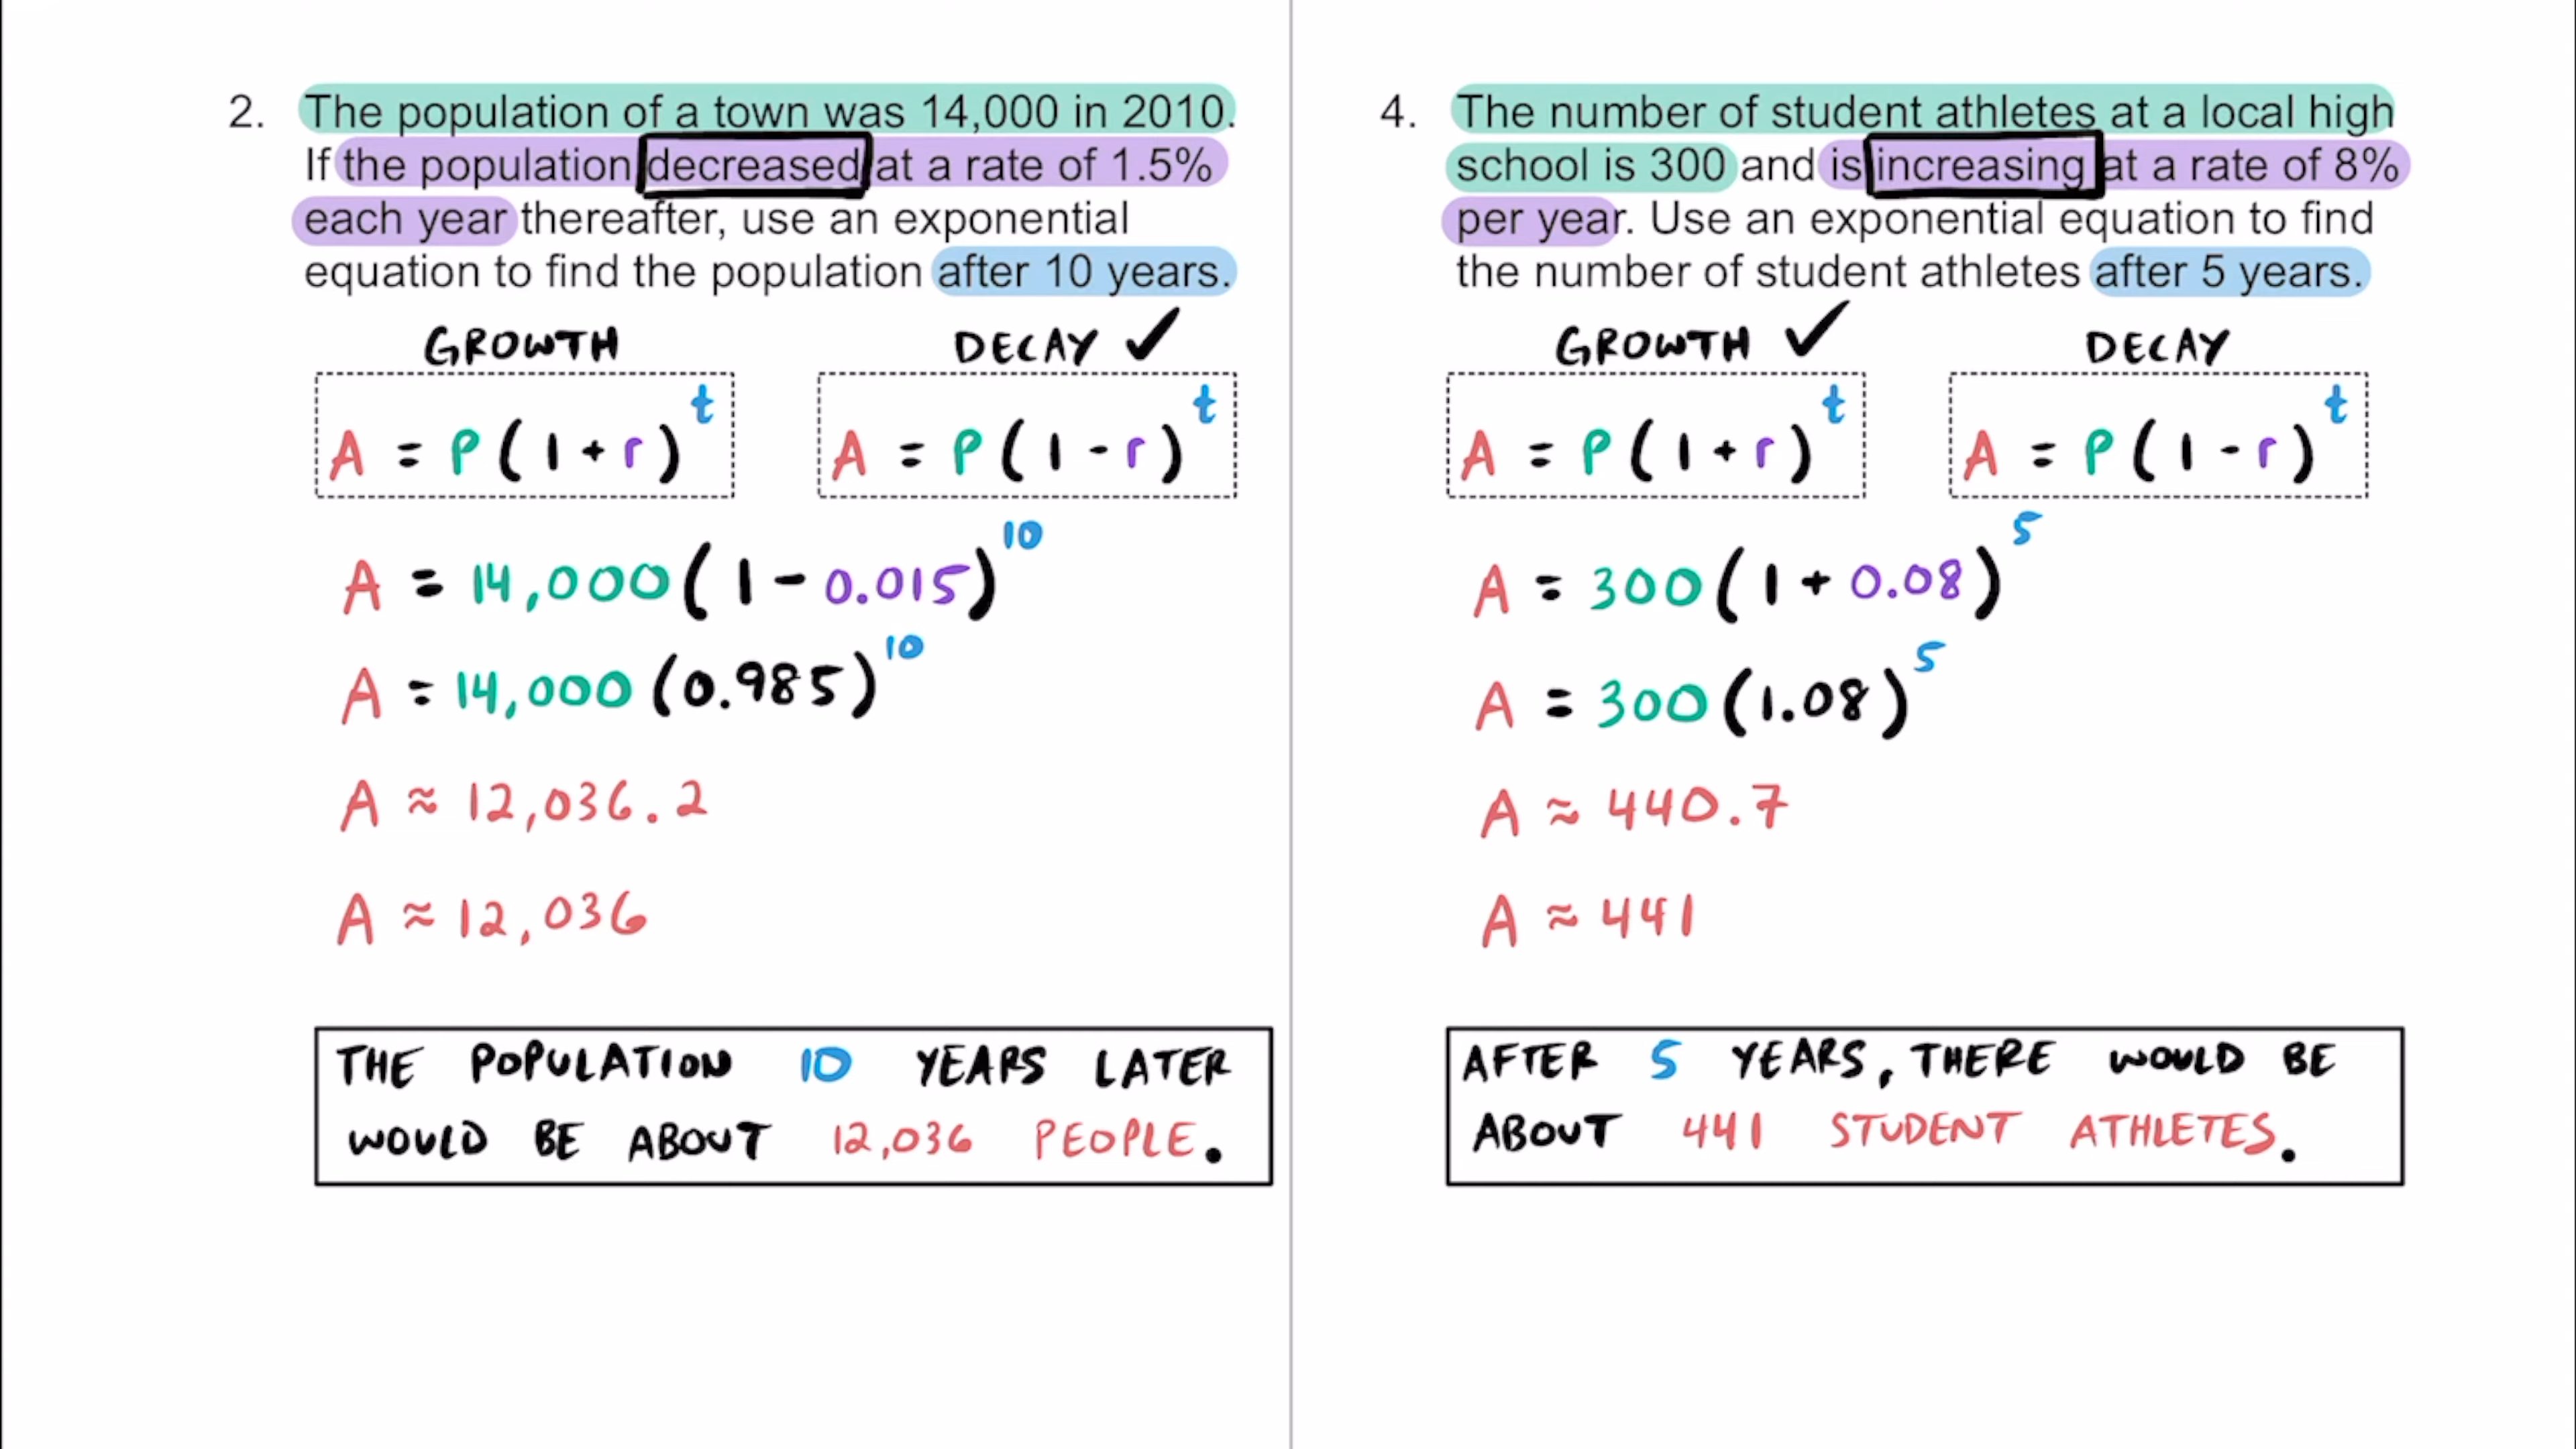 2. The population of a town was 14,000 in 2010.
If the population decreased at a rate of 1.5%
each year thereafter, use an exponential
equation to find the population after 10 years.
GROWTH DECAY ✓
A = P(1+r)^t A = P(1-r)^t
A = 14,000(1-0.015)^10
A = 14,000(0.985)^10
A ≈ 12,036.2
A ≈ 12,036
THE POPULATION 10 YEARS LATER
WOULD BE ABOUT 12,036 PEOPLE.
4. The number of student athletes at a local high
school is 300 and is increasing at a rate of 8%
per year. Use an exponential equation to find
the number of student athletes after 5 years.
GROWTH ✓ DECAY
A = P(1+r)^t A = P(1-r)^t
A = 300(1+0.08)^5
A = 300(1.08)^5
A ≈ 440.7
A ≈ 441
AFTER 5 YEARS, THERE WOULD BE
ABOUT 441 STUDENT ATHLETES.